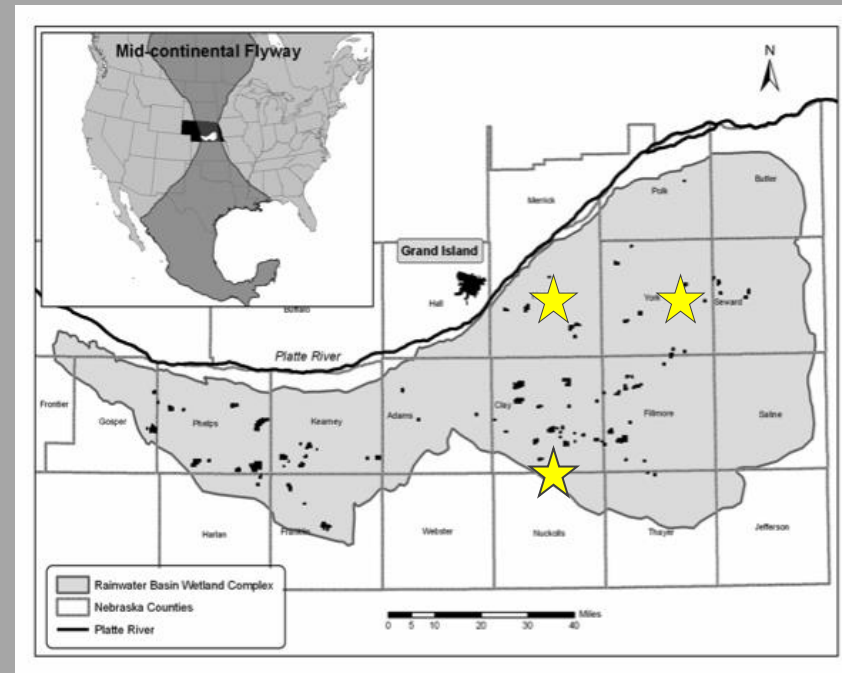 Mid-continental Flyway
N
Polk
Butler
Merrick
Grand Island
Hall
York
Seward
Buffalo
Platte River
Frontier
Gosper
Phelps
Kearney
Adams
Clay
Fillmore
Saline
Harlan
Franklin
Webster
Nuckolls
Thayer
Jefferson
Rainwater Basin Wetland Complex
Nebraska Counties
Platte River
Miles
0 5 10 20 30 40